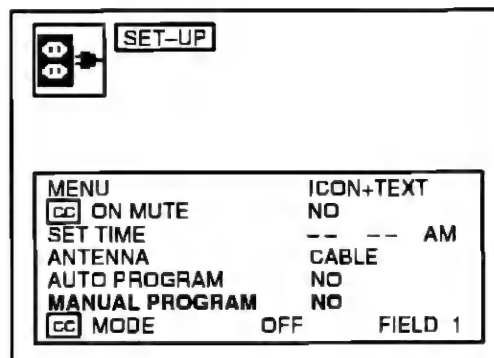 SET-UP
MENU ICON+TEXT
CC ON MUTE NO
SET TIME -- -- AM
ANTENNA CABLE
AUTO PROGRAM NO
MANUAL PROGRAM NO
CC MODE OFF FIELD 1